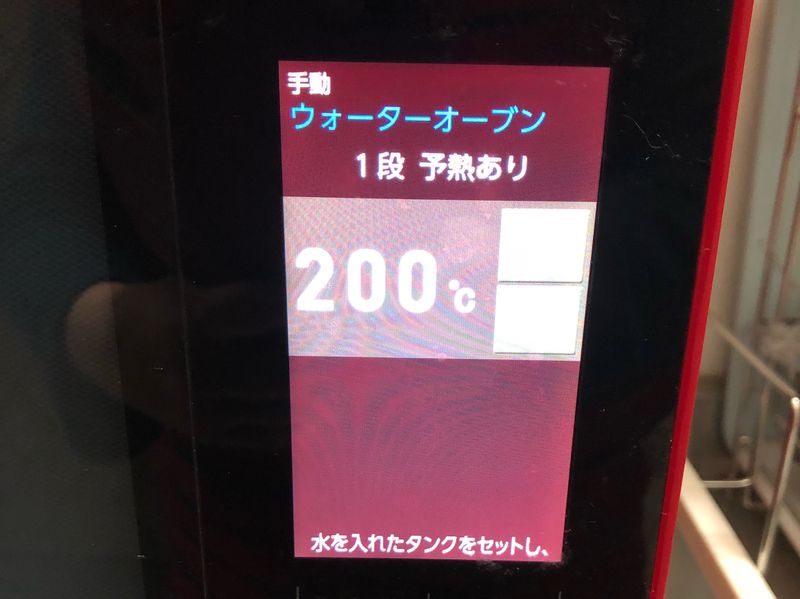 手動
ウォーターオーブン
1段 予熱あり
200℃
水を入れたタンクをセットし、